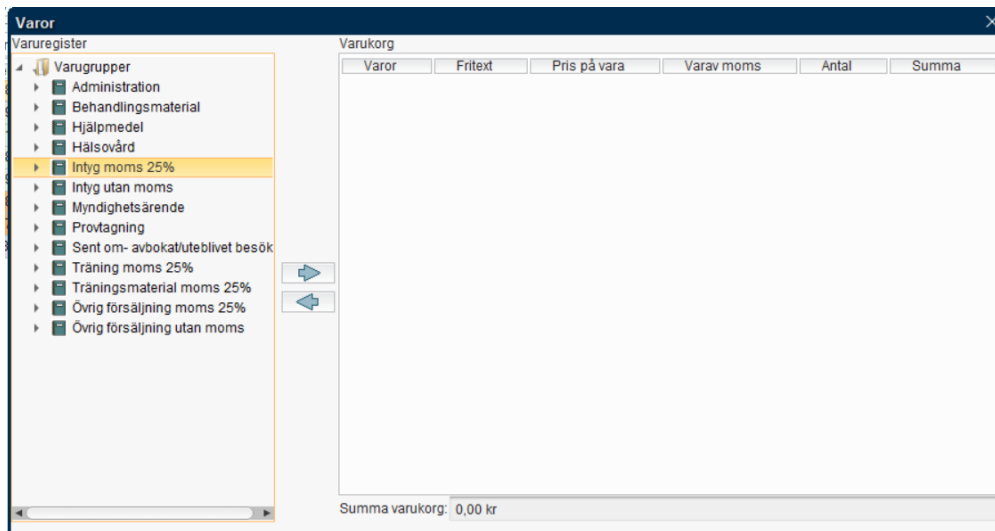 Varor
Varuregister
Varugrupper
Administration
Behandlingsmaterial
Hjälpmedel
Hälsovård
Intyg moms 25%
Intyg utan moms
Myndighetsärende
Provtagning
Sent om- avbokat/uteblivet besök
Träning moms 25%
Träningsmaterial moms 25%
Övrig försäljning moms 25%
Övrig försäljning utan moms
Varukorg
Varor Fritext Pris på vara Varav moms Antal Summa
Summa varukorg: 0,00 kr